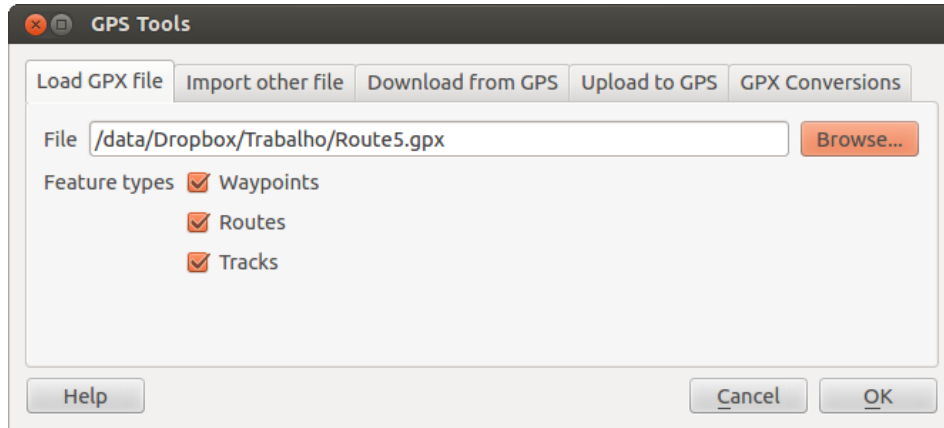 GPS Tools
Load GPX file Import other file Download from GPS Upload to GPS GPX Conversions
File /data/Dropbox/Trabalho/Route5.gpx Browse...
Feature types Waypoints
Routes
Tracks
Help Cancel OK